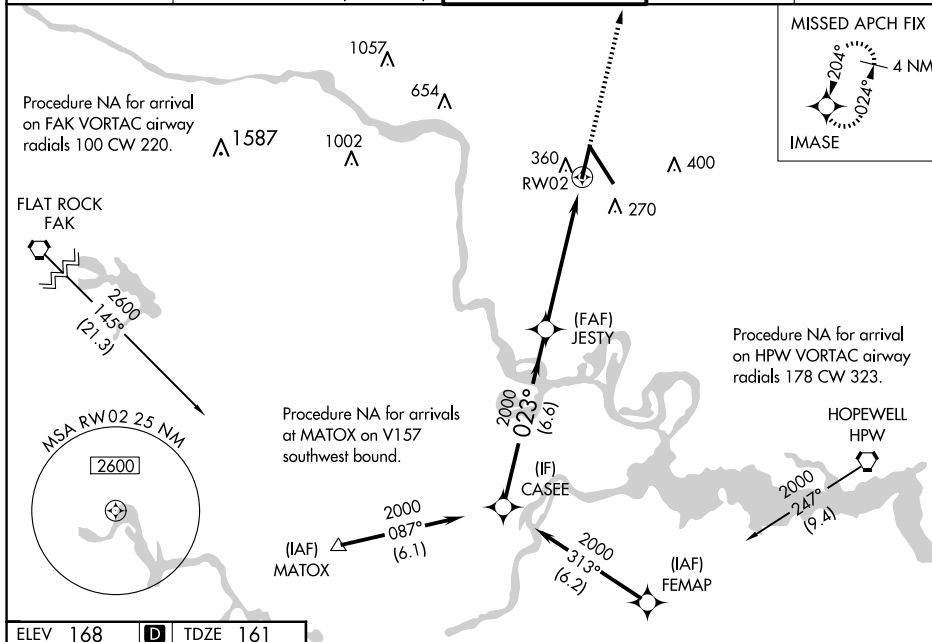 MISSED APCH FIX
204°
4 NM
024°
IMASE
1057
654
Procedure NA for arrival
on FAK VORTAC airway
radials 100 CW 220.
1587
1002
360
400
RW02
270
FLAT ROCK
FAK
2600
145°
(21.3)
(FAF)
JESTY
Procedure NA for arrival
on HPW VORTAC airway
radials 178 CW 323.
2000
023°
(6.6)
Procedure NA for arrivals
at MATOX on V157
southwest bound.
HOPEWELL
HPW
MSA RW02 25 NM
2600
(IF)
CASEE
2000
247°
(9.4)
2000
087°
(6.1)
(IAF)
MATOX
2000
313°
(6.2)
(IAF)
FEMAP
ELEV 168 D TDZE 161